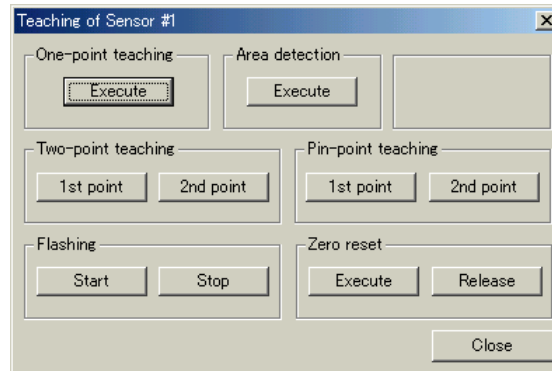 Teaching of Sensor #1
One-point teaching
Execute
Area detection
Execute
Two-point teaching
1st point 2nd point
Pin-point teaching
1st point 2nd point
Flashing
Start Stop
Zero reset
Execute Release
Close